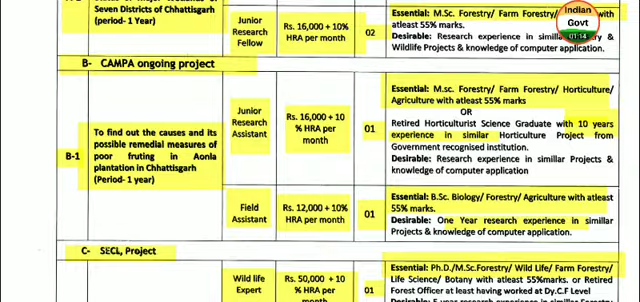 Seven Districts of Chhattisgarh
(period- 1 Year)
Junior
Research
Fellow
Rs. 16,000 + 10%
HRA per month
02
Essential: M.Sc. Forestry/ Farm Forestry/ with
atleast 55% marks.
Desirable: Research experience in &
Wildlife Projects & knowledge of computer application.
Indian
Govt
01:14
B- CAMPA ongoing project
B-1
To find out the causes and its
possible remedial measures of
poor fruting in Aonla
plantation in Chhattisgarh
(Period- 1 year)
Junior
Research
Assistant
Rs. 16,000 + 10
% HRA per
month
01
Essential: M.sc. Forestry/ Farm Forestry/ Horticulture/
Agriculture with atleast 55% marks
OR
Retired Horticulturist Science Graduate with 10 years
experience in similar Horticulture Project from
Government recognised institution.
Desirable: Research experience in simillar Projects &
knowledge of computer application
Field
Assistant
Rs. 12,000 + 10%
HRA per month
01
Essential: B.Sc. Biology/ Forestry/ Agriculture with atleast
55% marks.
Desirable: One Year research experience in simillar
Projects & knowledge of computer application.
C- SECL, Project
Wild life
Expert
Rs. 50,000 + 10
% HRA per
month
01
Essential: Ph.D./M.Sc.Forestry/ Wild Life/ Farm Forestry/
Life Science/ Botany with atleast 55%marks. or Retired
Forest Officer at least having worked at Dy.C.F Level